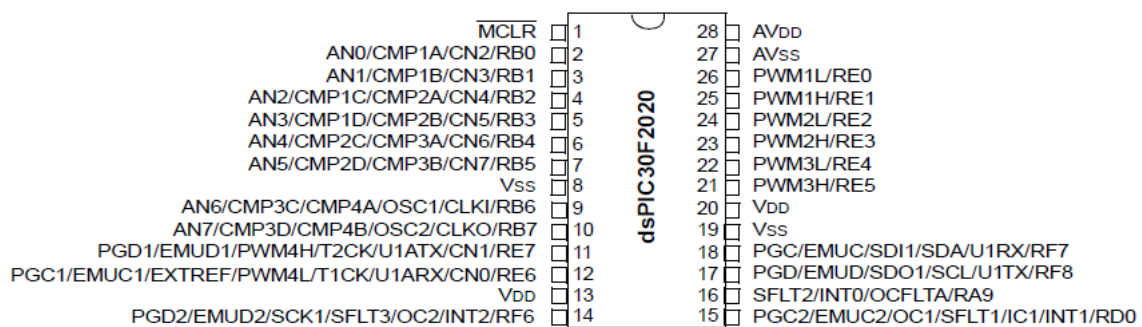 MCLR 1 28 AVDD
AN0/CMP1A/CN2/RB0 2 27 AVSS
AN1/CMP1B/CN3/RB1 3 26 PWM1L/RE0
AN2/CMP1C/CMP2A/CN4/RB2 4 25 PWM1H/RE1
AN3/CMP1D/CMP2B/CN5/RB3 5 24 PWM2L/RE2
AN4/CMP2C/CMP3A/CN6/RB4 6 23 PWM2H/RE3
AN5/CMP2D/CMP3B/CN7/RB5 7 22 PWM3L/RE4
VSS 8 21 PWM3H/RE5
AN6/CMP3C/CMP4A/OSC1/CLKI/RB6 9 20 VDD
AN7/CMP3D/CMP4B/OSC2/CLKO/RB7 10 19 VSS
PGD1/EMUD1/PWM4H/T2CK/U1ATX/CN1/RE7 11 18 PGC/EMUC/SDI1/SDA/U1RX/RF7
PGC1/EMUC1/EXTREF/PWM4L/T1CK/U1ARX/CN0/RE6 12 17 PGD/EMUD/SDO1/SCL/U1TX/RF8
VDD 13 16 SFLT2/INT0/OCFLTA/RA9
PGD2/EMUD2/SCK1/SFLT3/OC2/INT2/RF6 14 15 PGC2/EMUC2/OC1/SFLT1/IC1/INT1/RD0
dsPIC30F2020